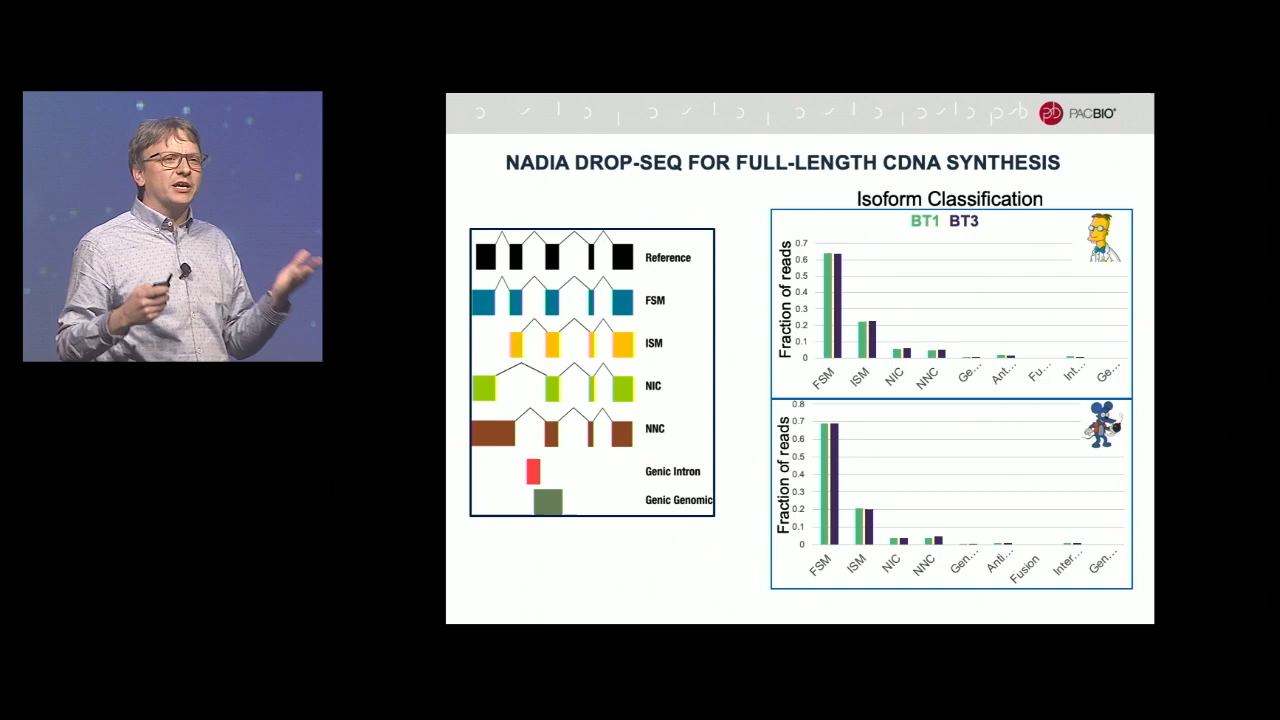 PACBIO®
NADIA DROP-SEQ FOR FULL-LENGTH CDNA SYNTHESIS
Isoform Classification
BT1 BT3
Reference
FSM
ISM
NIC
NNC
Genic Intron
Genic Genomic
Fraction of reads
0.7
0.6
0.5
0.4
0.3
0.2
0.1
0
FSM
ISM
NIC
NNC
Ge...
Ant...
Fu...
Int...
Ge...
Fraction of reads
0.8
0.7
0.6
0.5
0.4
0.3
0.2
0.1
0
FSM
ISM
NIC
NNC
Gen...
Anti...
Fusion
Inter...
Gen...